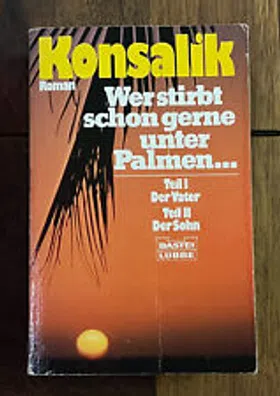 Konsalik
Roman
Wer stirbt
schon gerne
unter
Palmen...
Teil I
Der Vater
Teil II
Der Sohn
BASTEI
LÜBBE